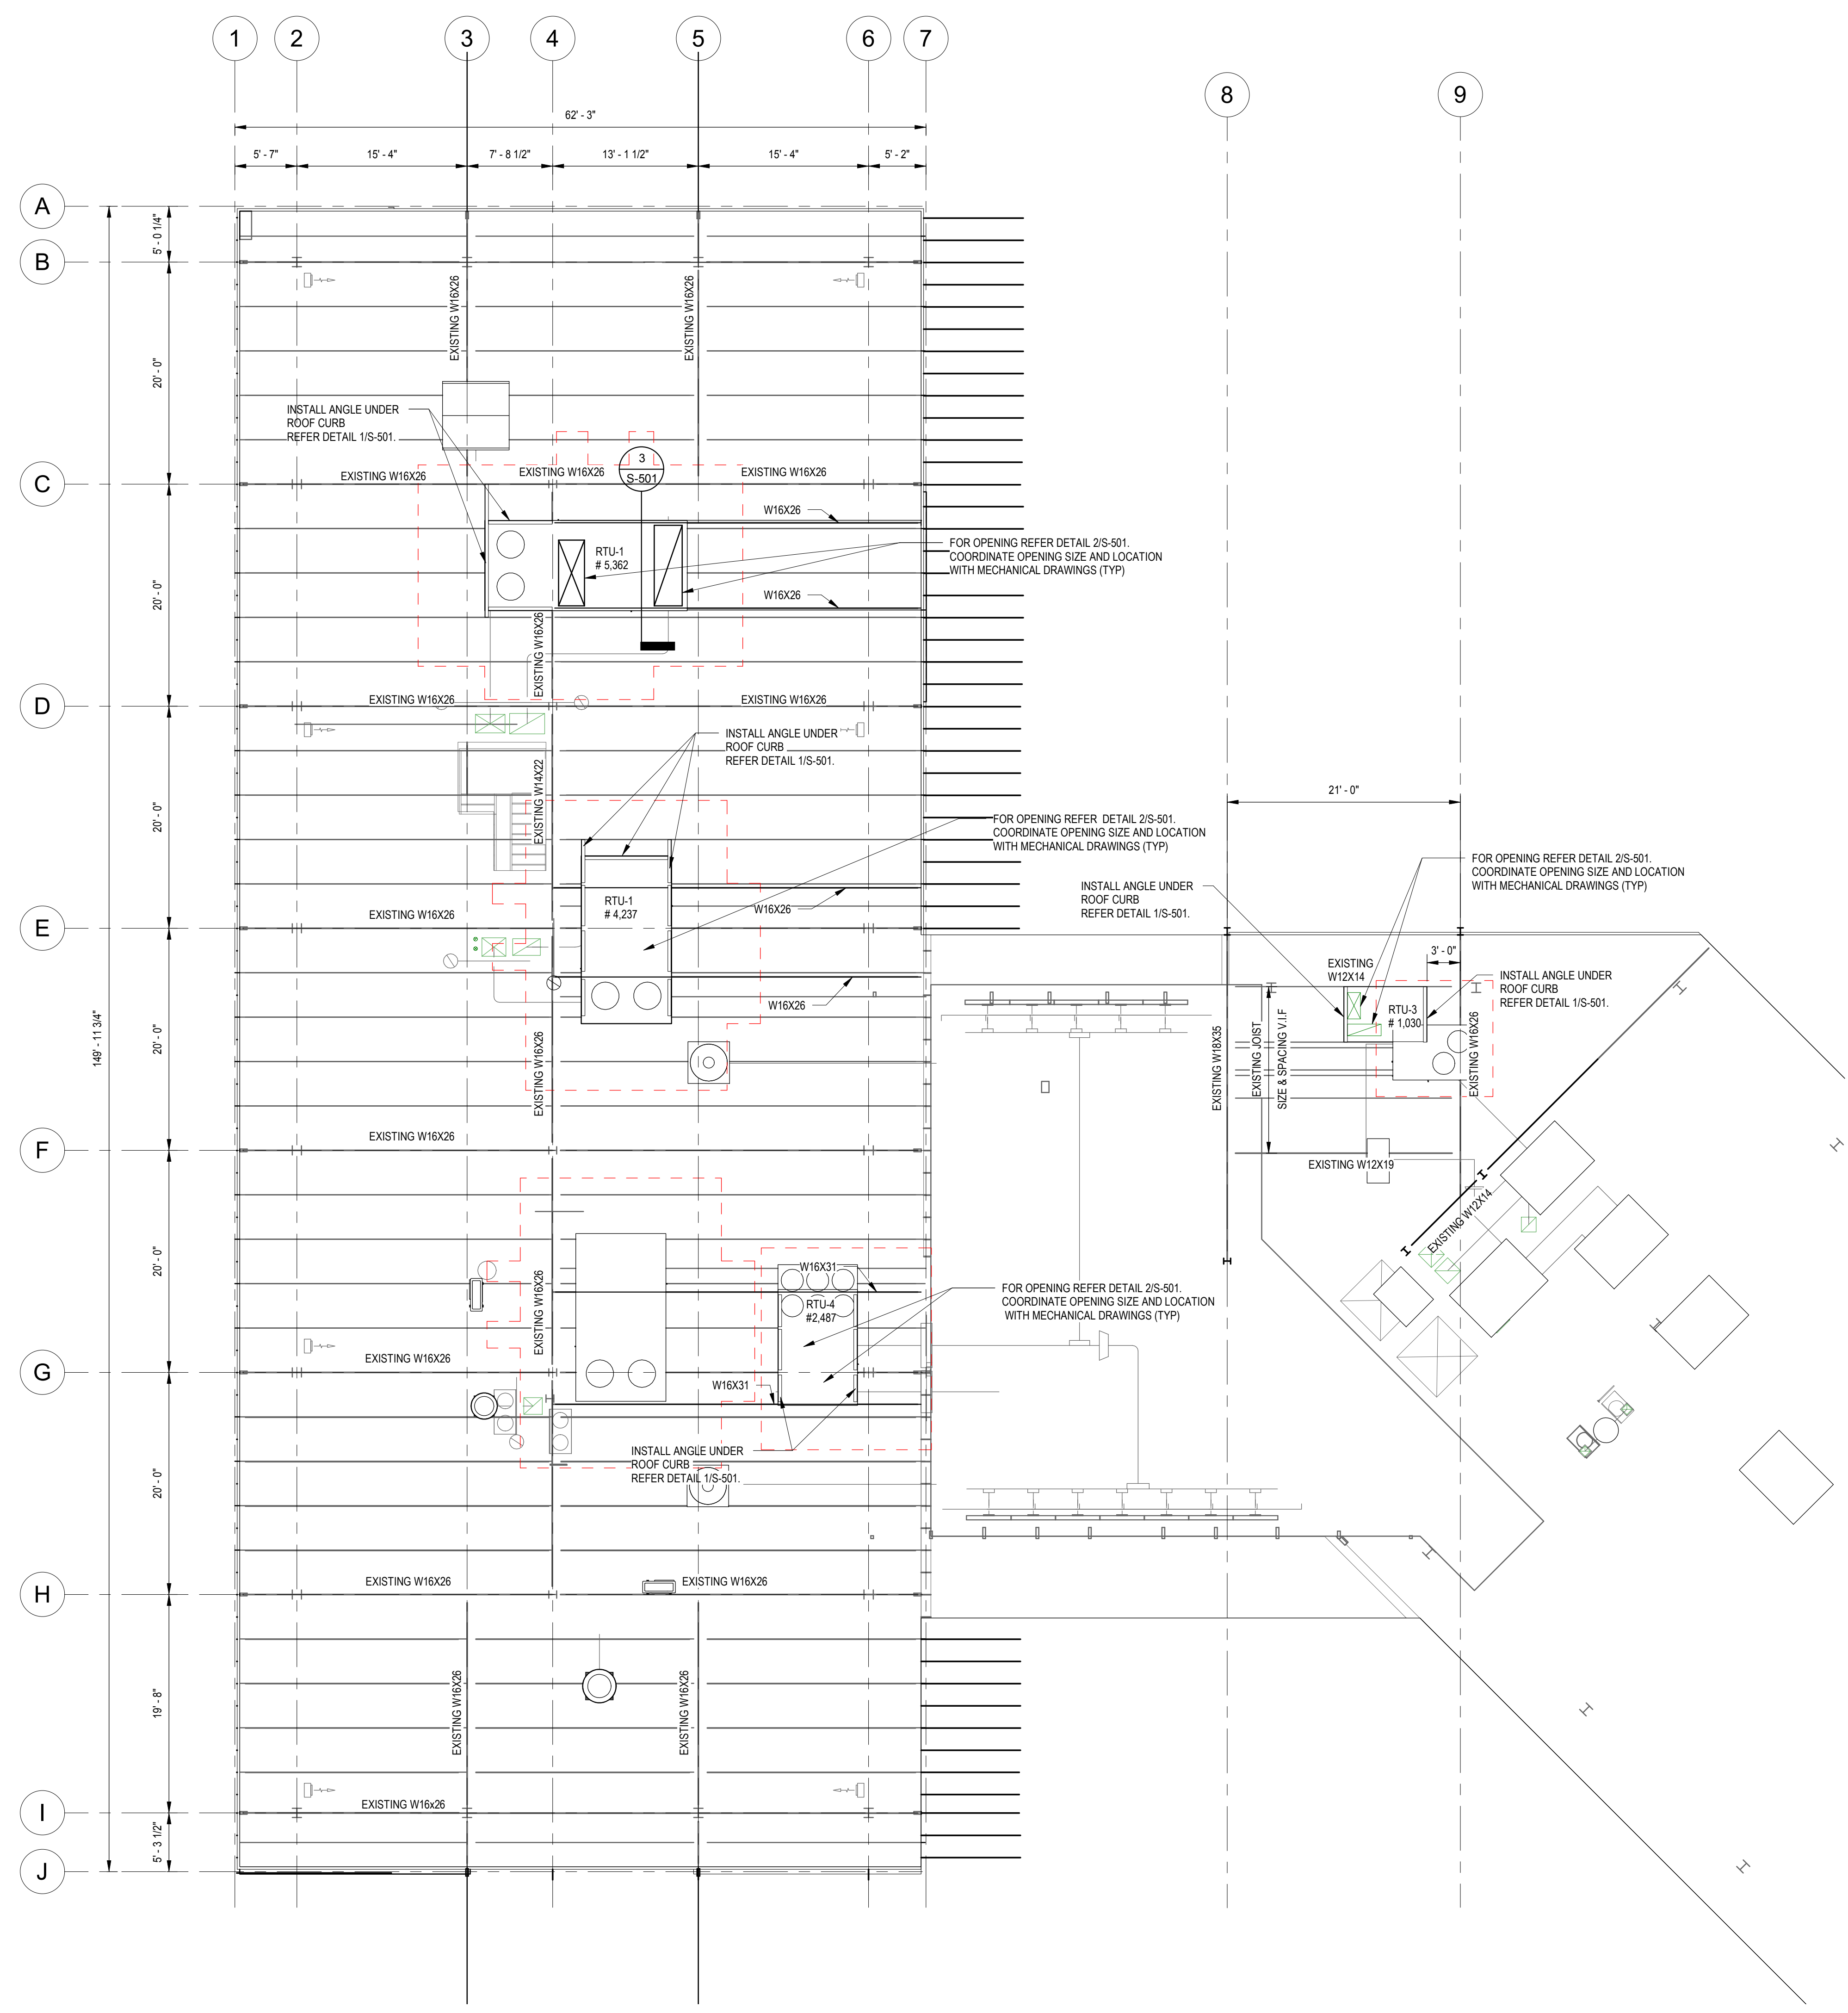 1
2
3
4
5
6
7
8
9
62' - 3"
5' - 7"
15' - 4"
7' - 8 1/2"
13' - 1 1/2"
15' - 4"
5' - 2"
A
B
C
D
E
F
G
H
I
J
149' - 11 3/4"
5' - 0 1/4"
20' - 0"
20' - 0"
20' - 0"
20' - 0"
20' - 0"
20' - 0"
19' - 8"
5' - 3 1/2"
EXISTING W16X26
EXISTING W16X26
INSTALL ANGLE UNDER
ROOF CURB
REFER DETAIL 1/S-501.
EXISTING W16X26
EXISTING W16X26
EXISTING W16X26
3
S-501
W16X26
RTU-1
# 5,362
FOR OPENING REFER DETAIL 2/S-501.
COORDINATE OPENING SIZE AND LOCATION
WITH MECHANICAL DRAWINGS (TYP)
W16X26
EXISTING W16X26
EXISTING W16X26
EXISTING W16X26
INSTALL ANGLE UNDER
ROOF CURB
REFER DETAIL 1/S-501.
EXISTING W14X22
FOR OPENING REFER  DETAIL 2/S-501.
COORDINATE OPENING SIZE AND LOCATION
WITH MECHANICAL DRAWINGS (TYP)
RTU-1
# 4,237
W16X26
EXISTING W16X26
W16X26
EXISTING W16X26
EXISTING W16X26
21' - 0"
FOR OPENING REFER DETAIL 2/S-501.
COORDINATE OPENING SIZE AND LOCATION
WITH MECHANICAL DRAWINGS (TYP)
INSTALL ANGLE UNDER
ROOF CURB
REFER DETAIL 1/S-501.
3' - 0"
EXISTING
W12X14
INSTALL ANGLE UNDER
ROOF CURB
REFER DETAIL 1/S-501.
RTU-3
# 1,030
EXISTING W18X35
EXISTING JOIST
SIZE & SPACING V.I.F
EXISTING W16X26
EXISTING W12X19
EXISTING W12X14
W16X31
RTU-4
#2,487
FOR OPENING REFER DETAIL 2/S-501.
COORDINATE OPENING SIZE AND LOCATION
WITH MECHANICAL DRAWINGS (TYP)
EXISTING W16X26
EXISTING W16X26
W16X31
INSTALL ANGLE UNDER
ROOF CURB
REFER DETAIL 1/S-501.
EXISTING W16X26
EXISTING W16X26
EXISTING W16X26
EXISTING W16X26
EXISTING W16x26